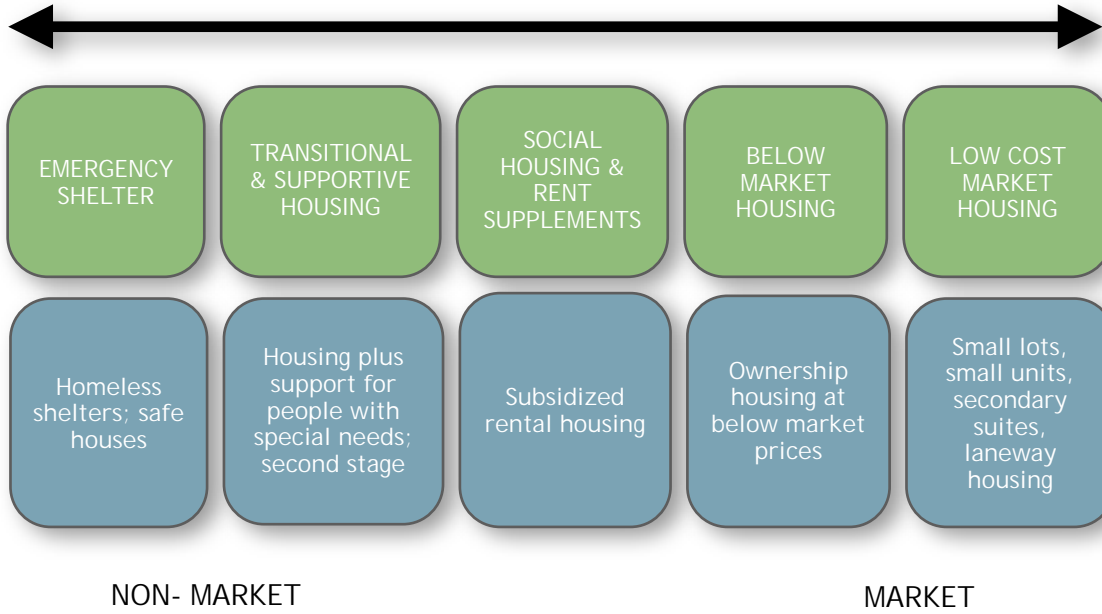 EMERGENCY
SHELTER
TRANSITIONAL
& SUPPORTIVE
HOUSING
SOCIAL
HOUSING &
RENT
SUPPLEMENTS
BELOW
MARKET
HOUSING
LOW COST
MARKET
HOUSING
Homeless
shelters; safe
houses
Housing plus
support for
people with
special needs;
second stage
Subsidized
rental housing
Ownership
housing at
below market
prices
Small lots,
small units,
secondary
suites,
laneway
housing
NON- MARKET
MARKET